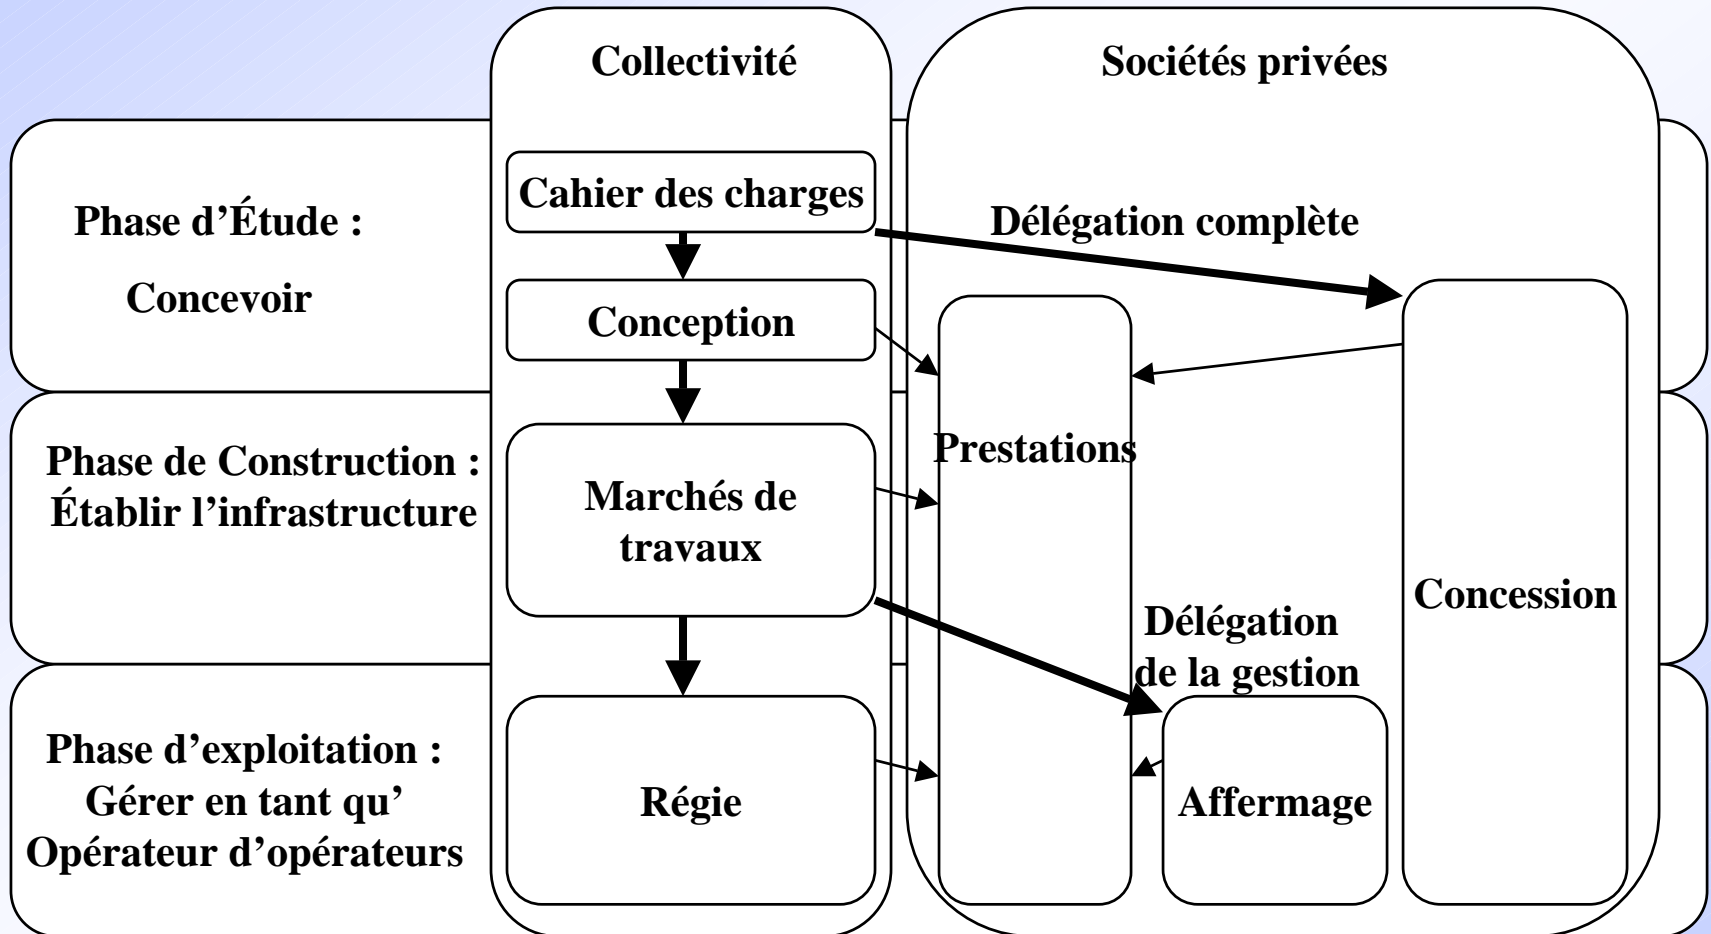 Collectivité
Sociétés privées
Cahier des charges
Phase d’Étude :
Délégation complète
Concevoir
Conception
Prestations
Phase de Construction :
Établir l’infrastructure
Marchés de
travaux
Concession
Délégation
de la gestion
Phase d’exploitation :
Gérer en tant qu’
Opérateur d’opérateurs
Régie
Affermage